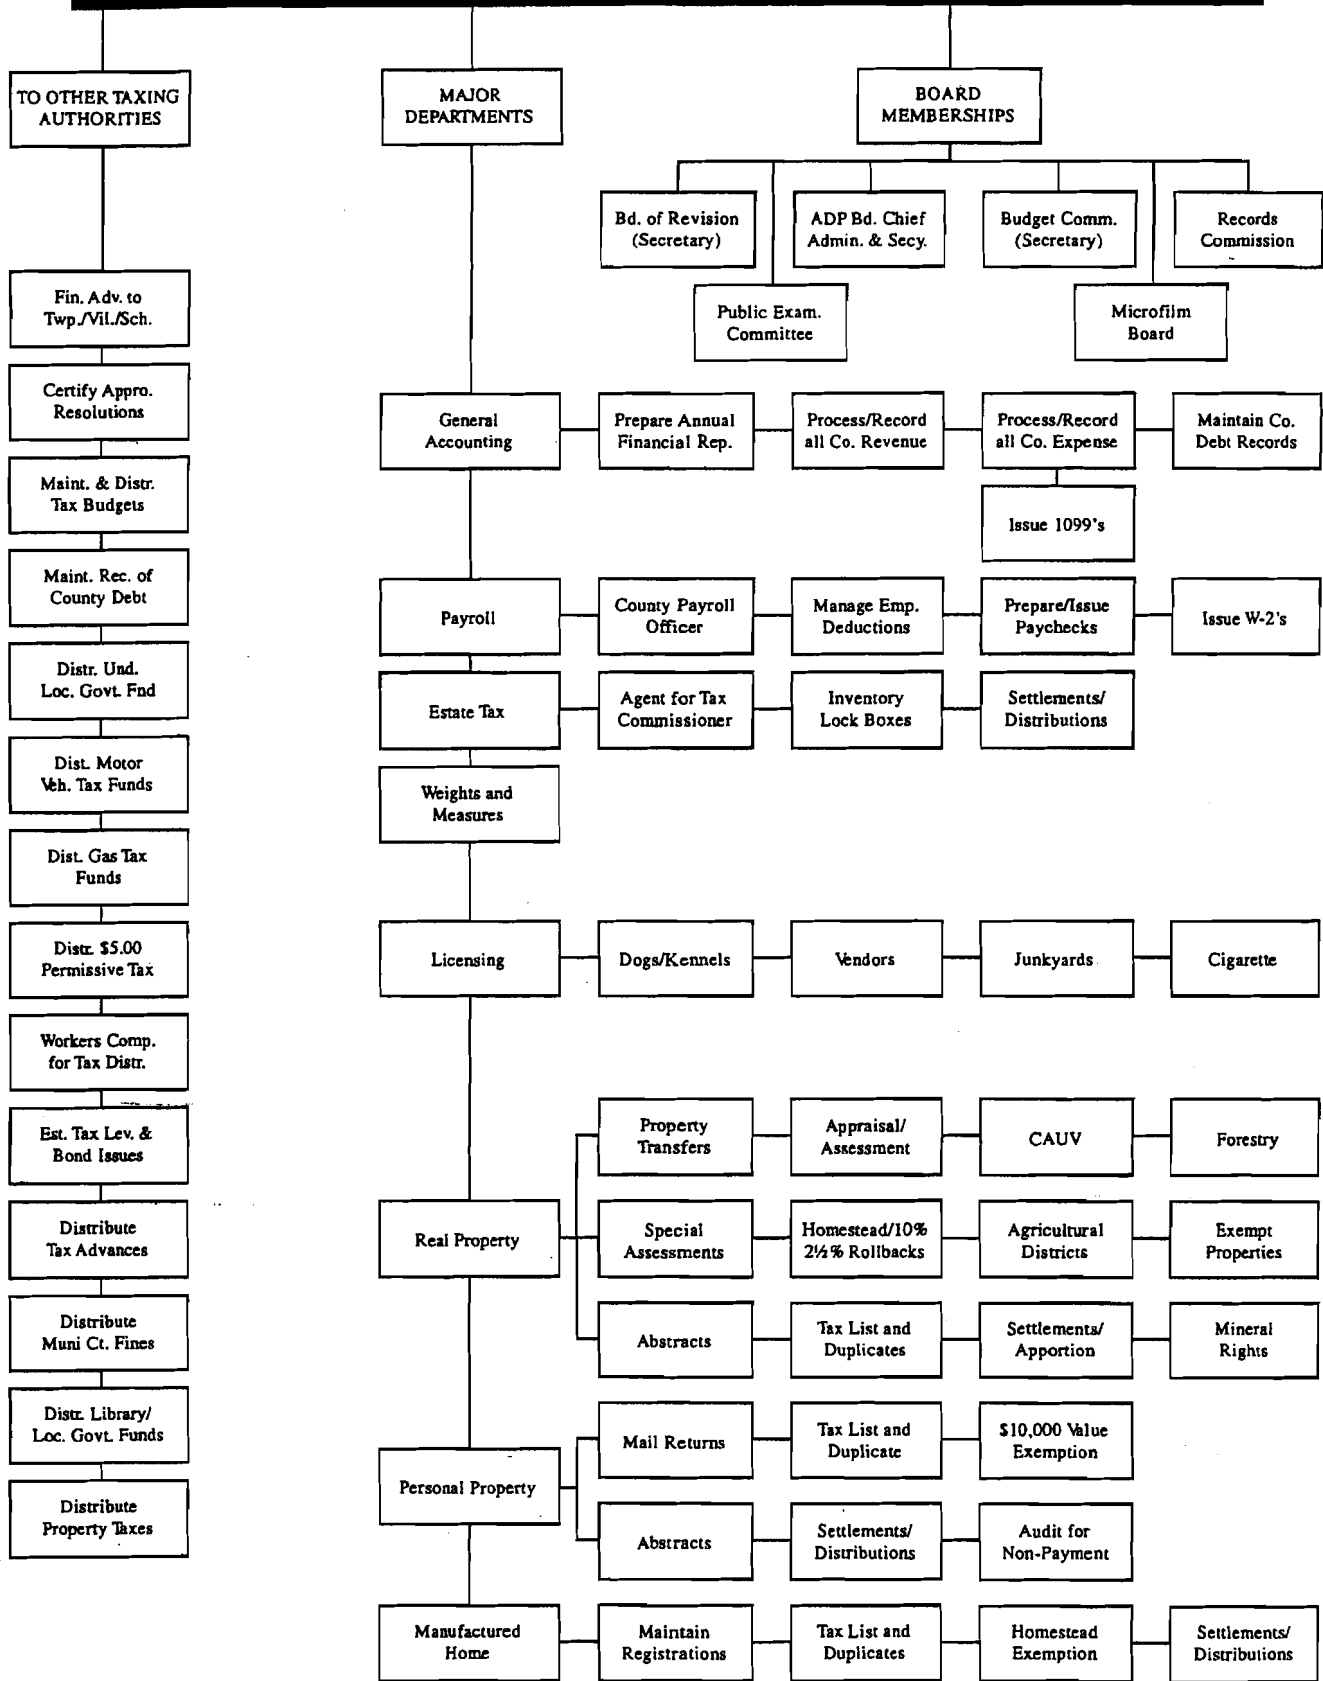 TO OTHER TAXING
AUTHORITIES
MAJOR
DEPARTMENTS
BOARD
MEMBERSHIPS
Bd. of Revision
(Secretary)
ADP Bd. Chief
Admin. & Secy.
Budget Comm.
(Secretary)
Records
Commission
Public Exam.
Committee
Microfilm
Board
Fin. Adv. to
Twp./Vil./Sch.
Certify Appro.
Resolutions
Maint. & Distr.
Tax Budgets
Maint. Rec. of
County Debt
Distr. Und.
Loc. Govt. Fnd
Dist. Motor
Veh. Tax Funds
Dist. Gas Tax
Funds
Distr. $5.00
Permissive Tax
Workers Comp.
for Tax Distr.
Est. Tax Lev. &
Bond Issues
Distribute
Tax Advances
Distribute
Muni Ct. Fines
Distr. Library/
Loc. Govt. Funds
Distribute
Property Taxes
General
Accounting
Prepare Annual
Financial Rep.
Process/Record
all Co. Revenue
Process/Record
all Co. Expense
Maintain Co.
Debt Records
Issue 1099's
Payroll
County Payroll
Officer
Manage Emp.
Deductions
Prepare/Issue
Paychecks
Issue W-2's
Estate Tax
Agent for Tax
Commissioner
Inventory
Lock Boxes
Settlements/
Distributions
Weights and
Measures
Licensing
Dogs/Kennels
Vendors
Junkyards
Cigarette
Real Property
Property
Transfers
Appraisal/
Assessment
CAUV
Forestry
Special
Assessments
Homestead/10%
2½% Rollbacks
Agricultural
Districts
Exempt
Properties
Abstracts
Tax List and
Duplicates
Settlements/
Apportion
Mineral
Rights
Personal Property
Mail Returns
Tax List and
Duplicate
$10,000 Value
Exemption
Abstracts
Settlements/
Distributions
Audit for
Non-Payment
Manufactured
Home
Maintain
Registrations
Tax List and
Duplicates
Homestead
Exemption
Settlements/
Distributions